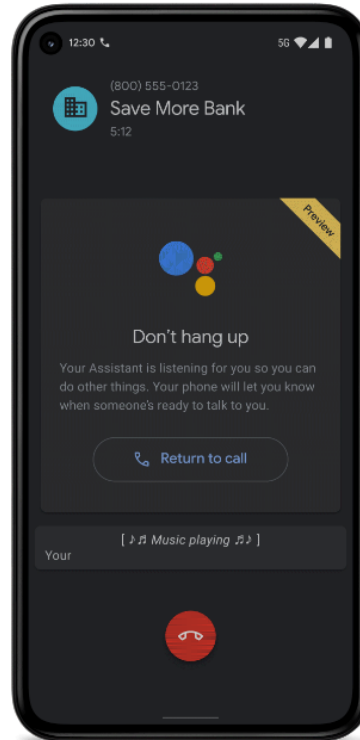 12:30
5G
(800) 555-0123
Save More Bank
5:12
Preview
Don't hang up
Your Assistant is listening for you so you can
do other things. Your phone will let you know
when someone's ready to talk to you.
Return to call
[ ♪♬ Music playing ♬♪ ]
Your